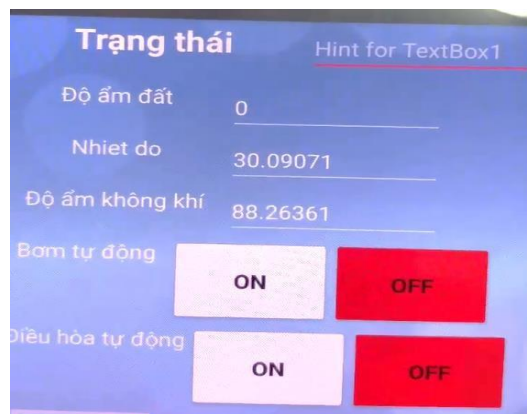 Trạng thái
Hint for TextBox1
Độ ẩm đất
0
Nhiet do
30.09071
Độ ẩm không khí
88.26361
Bơm tự động
ON
OFF
Điều hòa tự động
ON
OFF